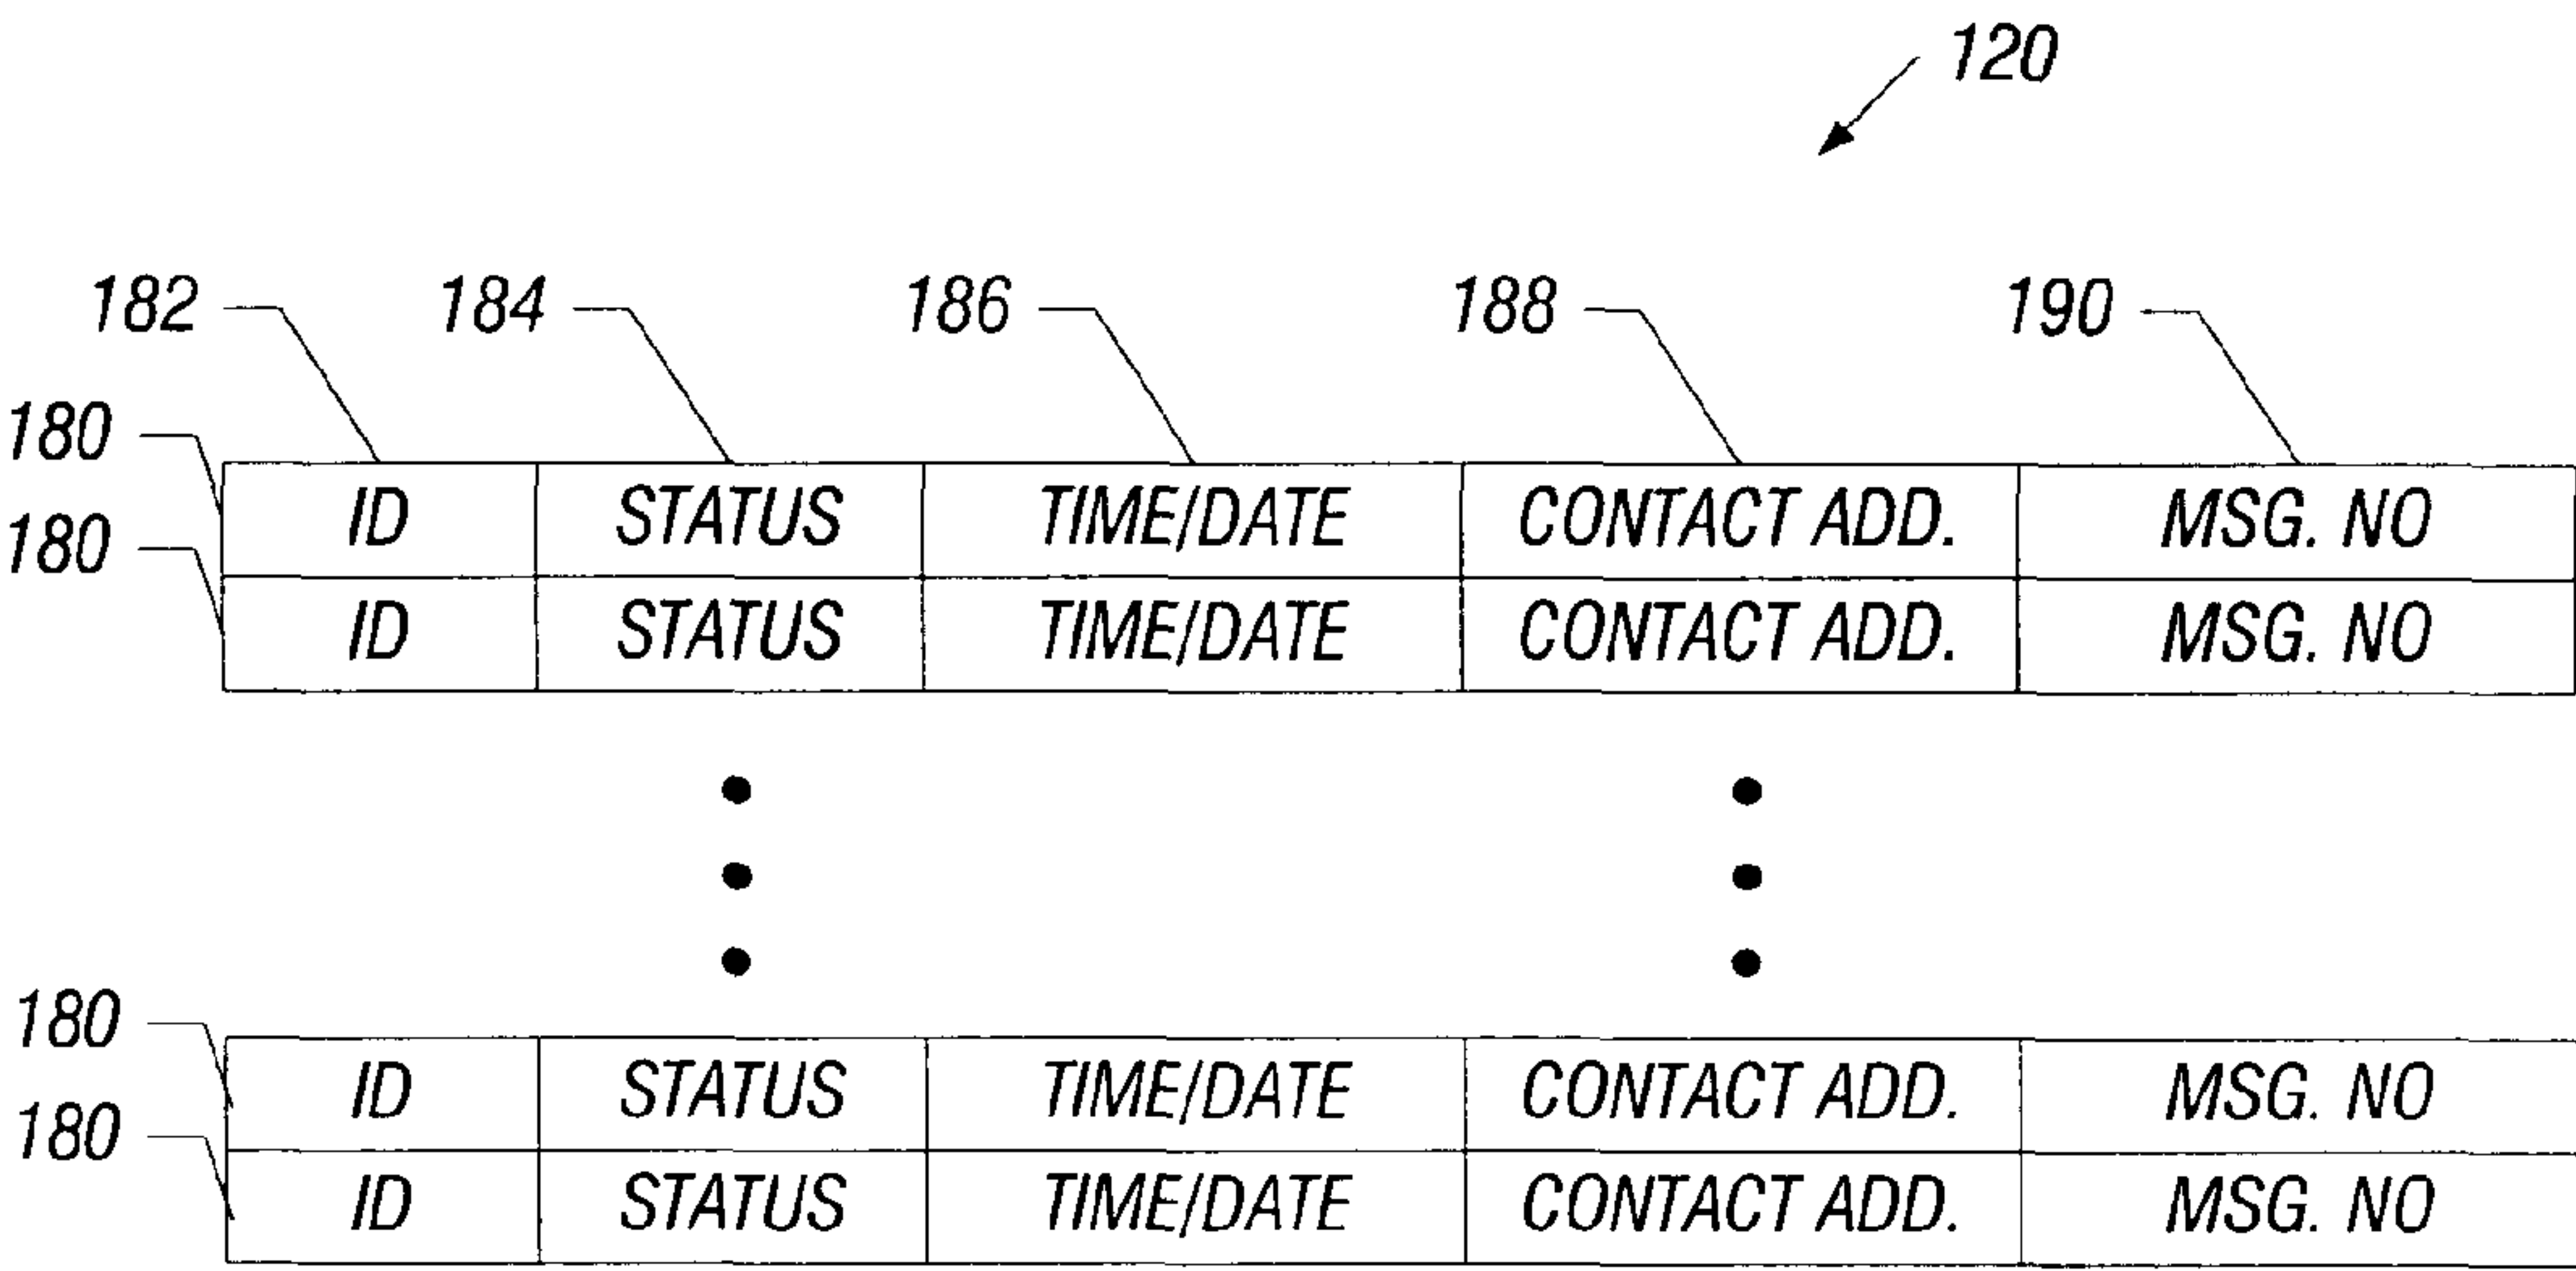 120
182 184 186 188 190
180
ID STATUS TIME/DATE CONTACT ADD. MSG. NO
180
ID STATUS TIME/DATE CONTACT ADD. MSG. NO
180
ID STATUS TIME/DATE CONTACT ADD. MSG. NO
180
ID STATUS TIME/DATE CONTACT ADD. MSG. NO